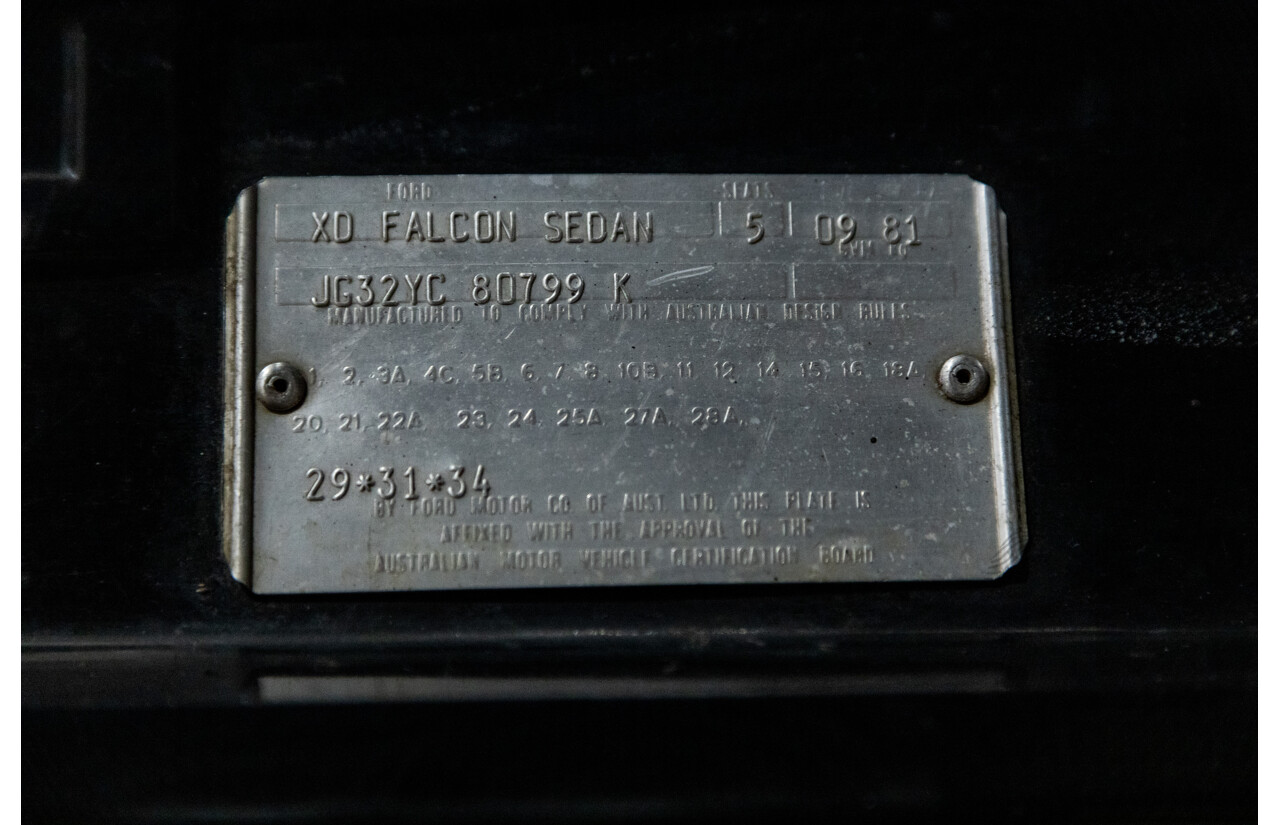 FORD SEATS
XD FALCON SEDAN 5 09 81
JG32YC 80799 K
MANUFACTURED TO COMPLY WITH AUSTRALIAN DESIGN RULES
1, 2, 3A, 4C, 5B, 6, 7, 8, 10B, 11, 12, 14, 15, 16, 18A,
20, 21, 22A, 23, 24, 25A, 27A, 28A,
29*31*34
BY FORD MOTOR CO. OF AUST. LTD. THIS PLATE IS
AFFIXED WITH THE APPROVAL OF THE
AUSTRALIAN MOTOR VEHICLE CERTIFICATION BOARD